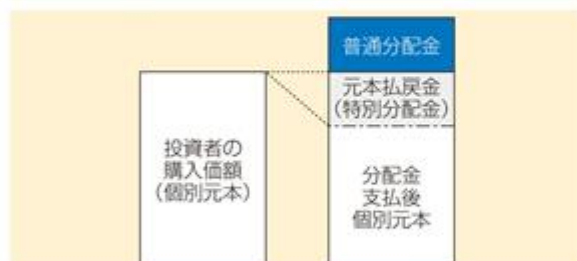 普通分配金
元本払戻金
（特別分配金）
投資者の
購入価額
（個別元本）
分配金
支払後
個別元本